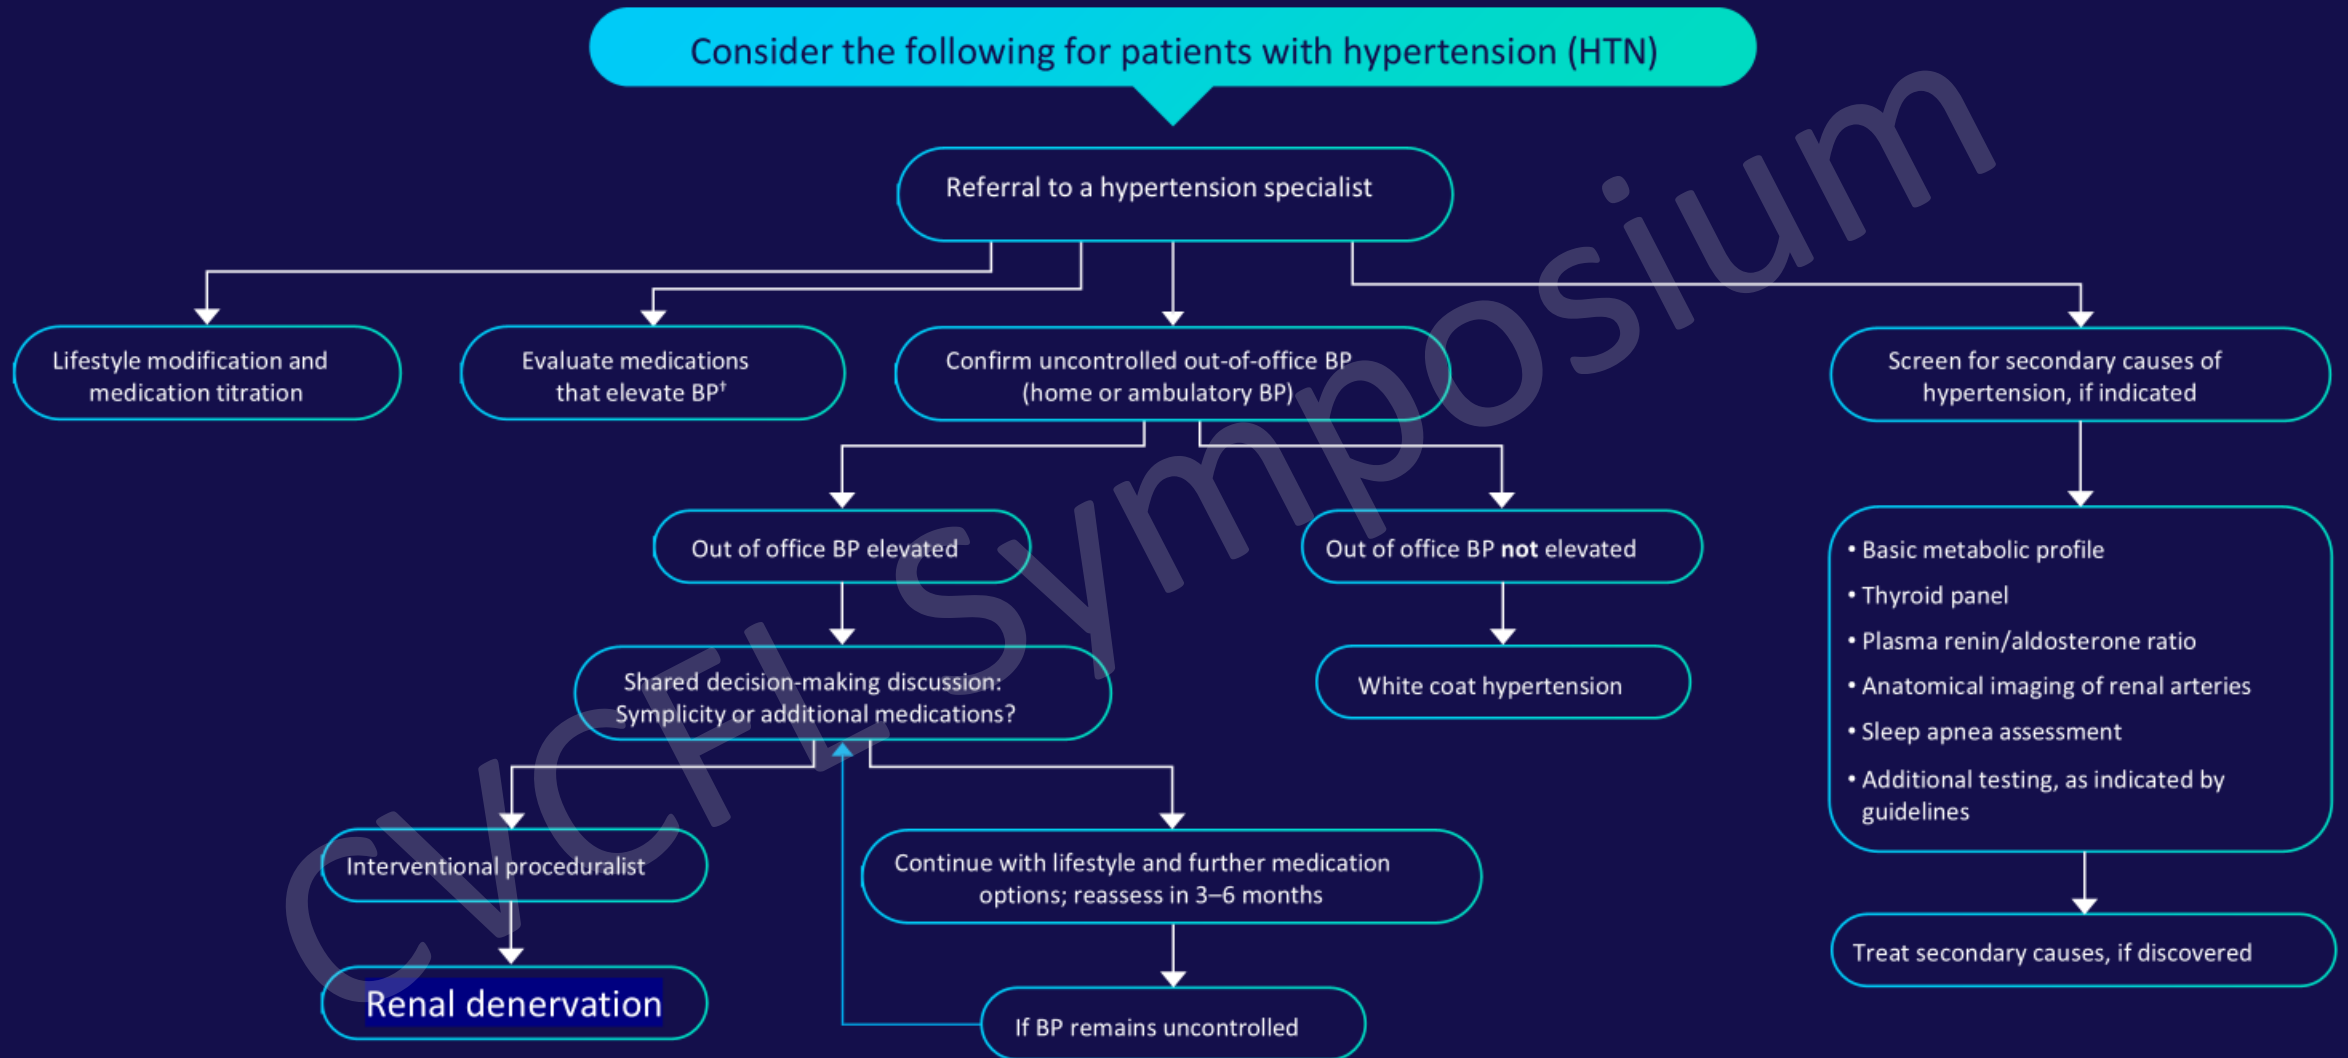 Consider the following for patients with hypertension (HTN)
Referral to a hypertension specialist
Lifestyle modification and
medication titration
Evaluate medications
that elevate BP†
Confirm uncontrolled out-of-office BP
(home or ambulatory BP)
Screen for secondary causes of
hypertension, if indicated
Out of office BP elevated
Out of office BP not elevated
Shared decision-making discussion:
Symplicity or additional medications?
White coat hypertension
• Basic metabolic profile
• Thyroid panel
• Plasma renin/aldosterone ratio
• Anatomical imaging of renal arteries
• Sleep apnea assessment
• Additional testing, as indicated by
guidelines
Interventional proceduralist
Continue with lifestyle and further medication
options; reassess in 3–6 months
Treat secondary causes, if discovered
Renal denervation
If BP remains uncontrolled
CVCFL Symposium